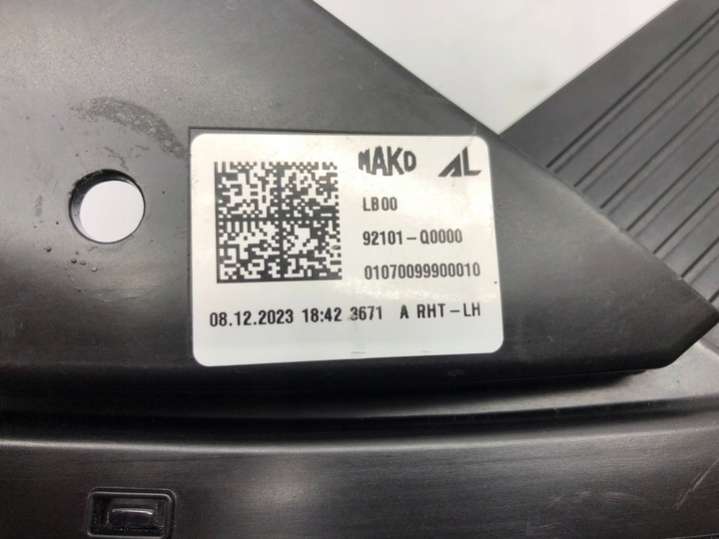 MAKO AL
LB00
92101-Q0000
01070099900010
08.12.2023 18:42 3671 A RHT-LH